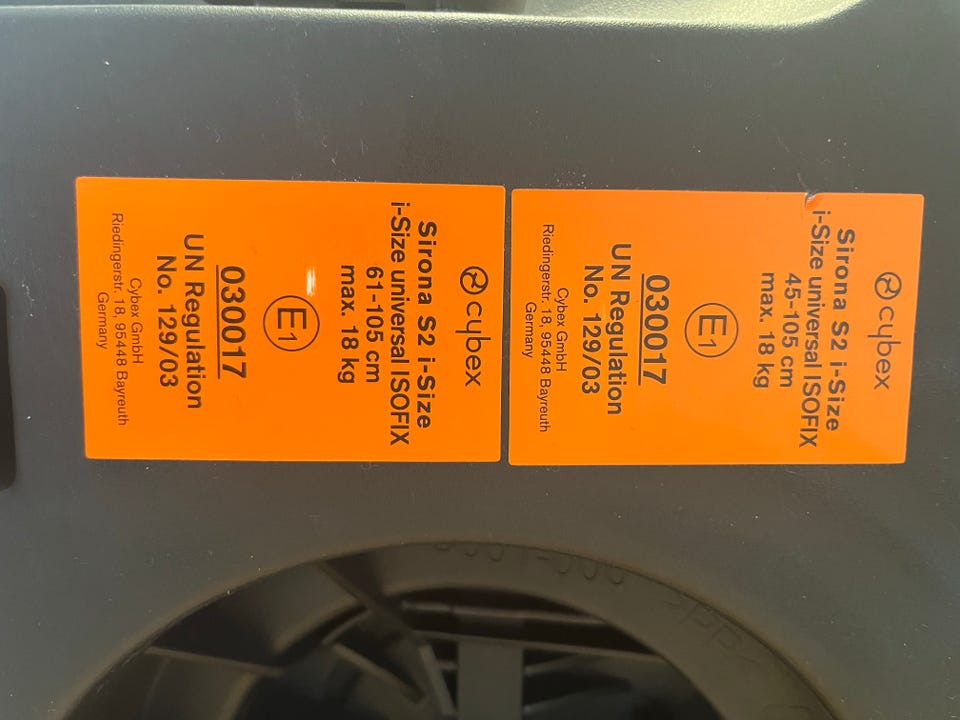 cybex
Sirona S2 i-Size
i-Size universal ISOFIX
45-105 cm
max. 18 kg
E1
030017
UN Regulation
No. 129/03
Cybex GmbH
Riedingerstr. 18, 95448 Bayreuth
Germany
cybex
Sirona S2 i-Size
i-Size universal ISOFIX
61-105 cm
max. 18 kg
E1
030017
UN Regulation
No. 129/03
Cybex GmbH
Riedingerstr. 18, 95448 Bayreuth
Germany